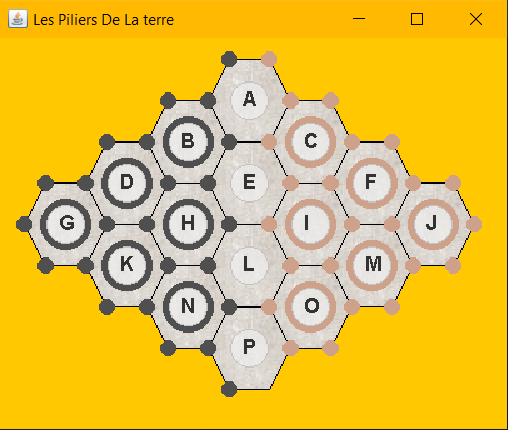 Les Piliers De La terre
A
B C
D E F
G H I J
K L M
N O
P